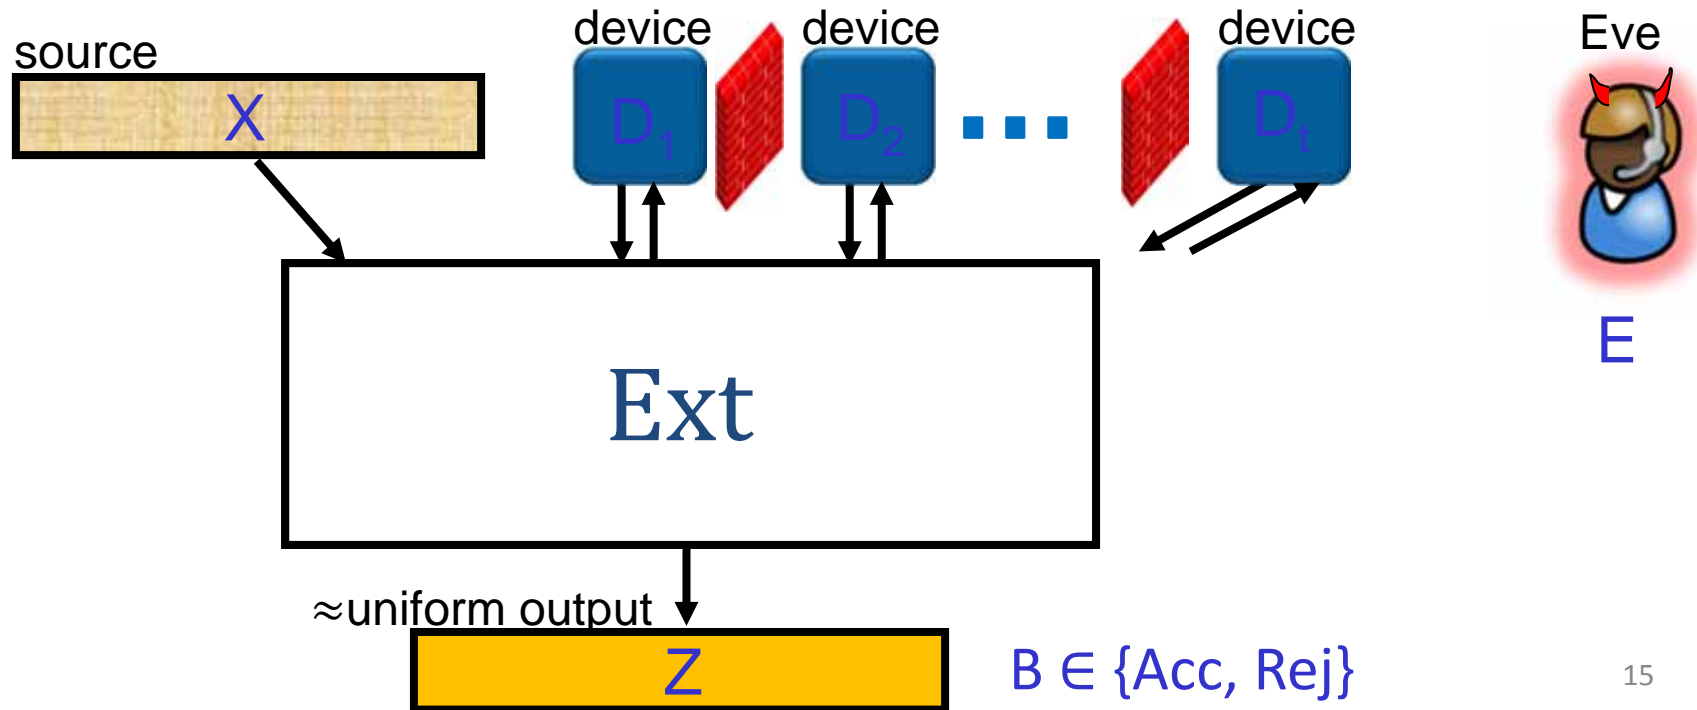 source
X
device
D₁
device
D₂
device
Dₜ
Eve
E
Ext
≈uniform output
Z
B ∈ {Acc, Rej}
15